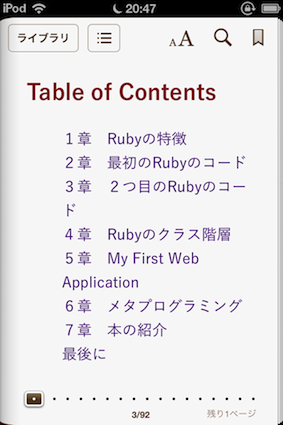 iPod 20:47
ライブラリ
AA
Table of Contents
1章 Rubyの特徴
2章 最初のRubyのコード
3章 2つ目のRubyのコー
ド
4章 Rubyのクラス階層
5章 My First Web
Application
6章 メタプログラミング
7章 本の紹介
最後に
3/92 残り1ページ